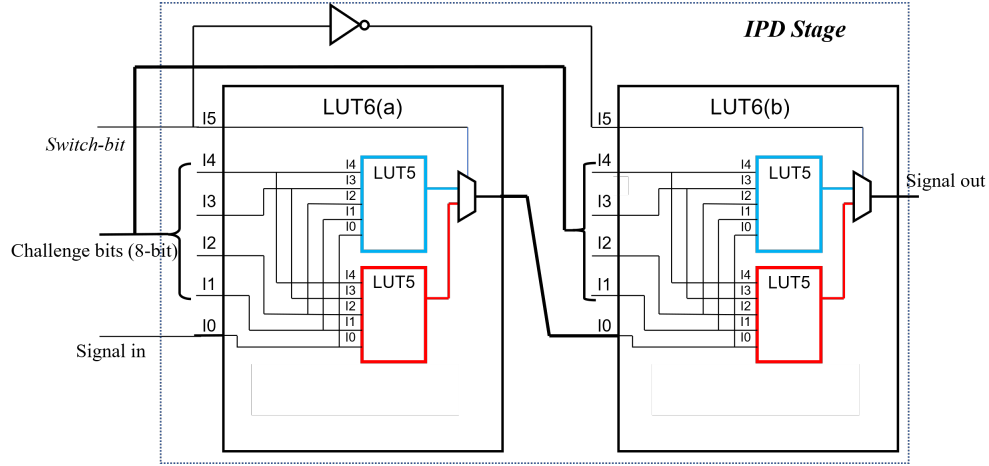 IPD Stage
LUT6(a)
LUT6(b)
I5
I5
Switch-bit
I4
I4
I4
I4
LUT5
LUT5
I3
I3
Signal out
I2
I2
I3
I3
I1
I1
I0
I0
I2
I2
Challenge bits (8-bit)
I4
I4
LUT5
LUT5
I1
I1
I3
I3
I2
I2
I0
I0
I1
I1
I0
I0
Signal in